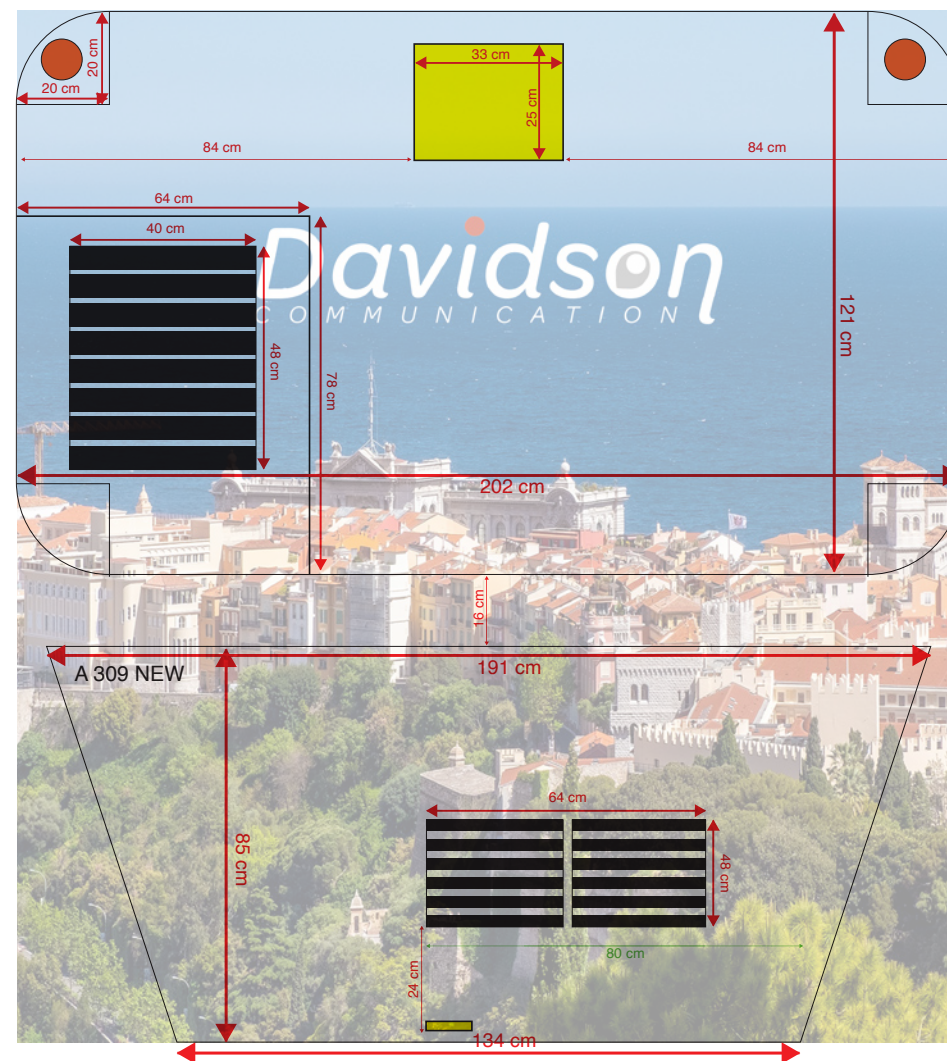 33 cm
20 cm
20 cm
25 cm
84 cm
84 cm
64 cm
40 cm
Davidson
COMMUNICATION
121 cm
48 cm
78 cm
202 cm
16 cm
191 cm
A 309 NEW
64 cm
85 cm
48 cm
80 cm
24 cm
134 cm